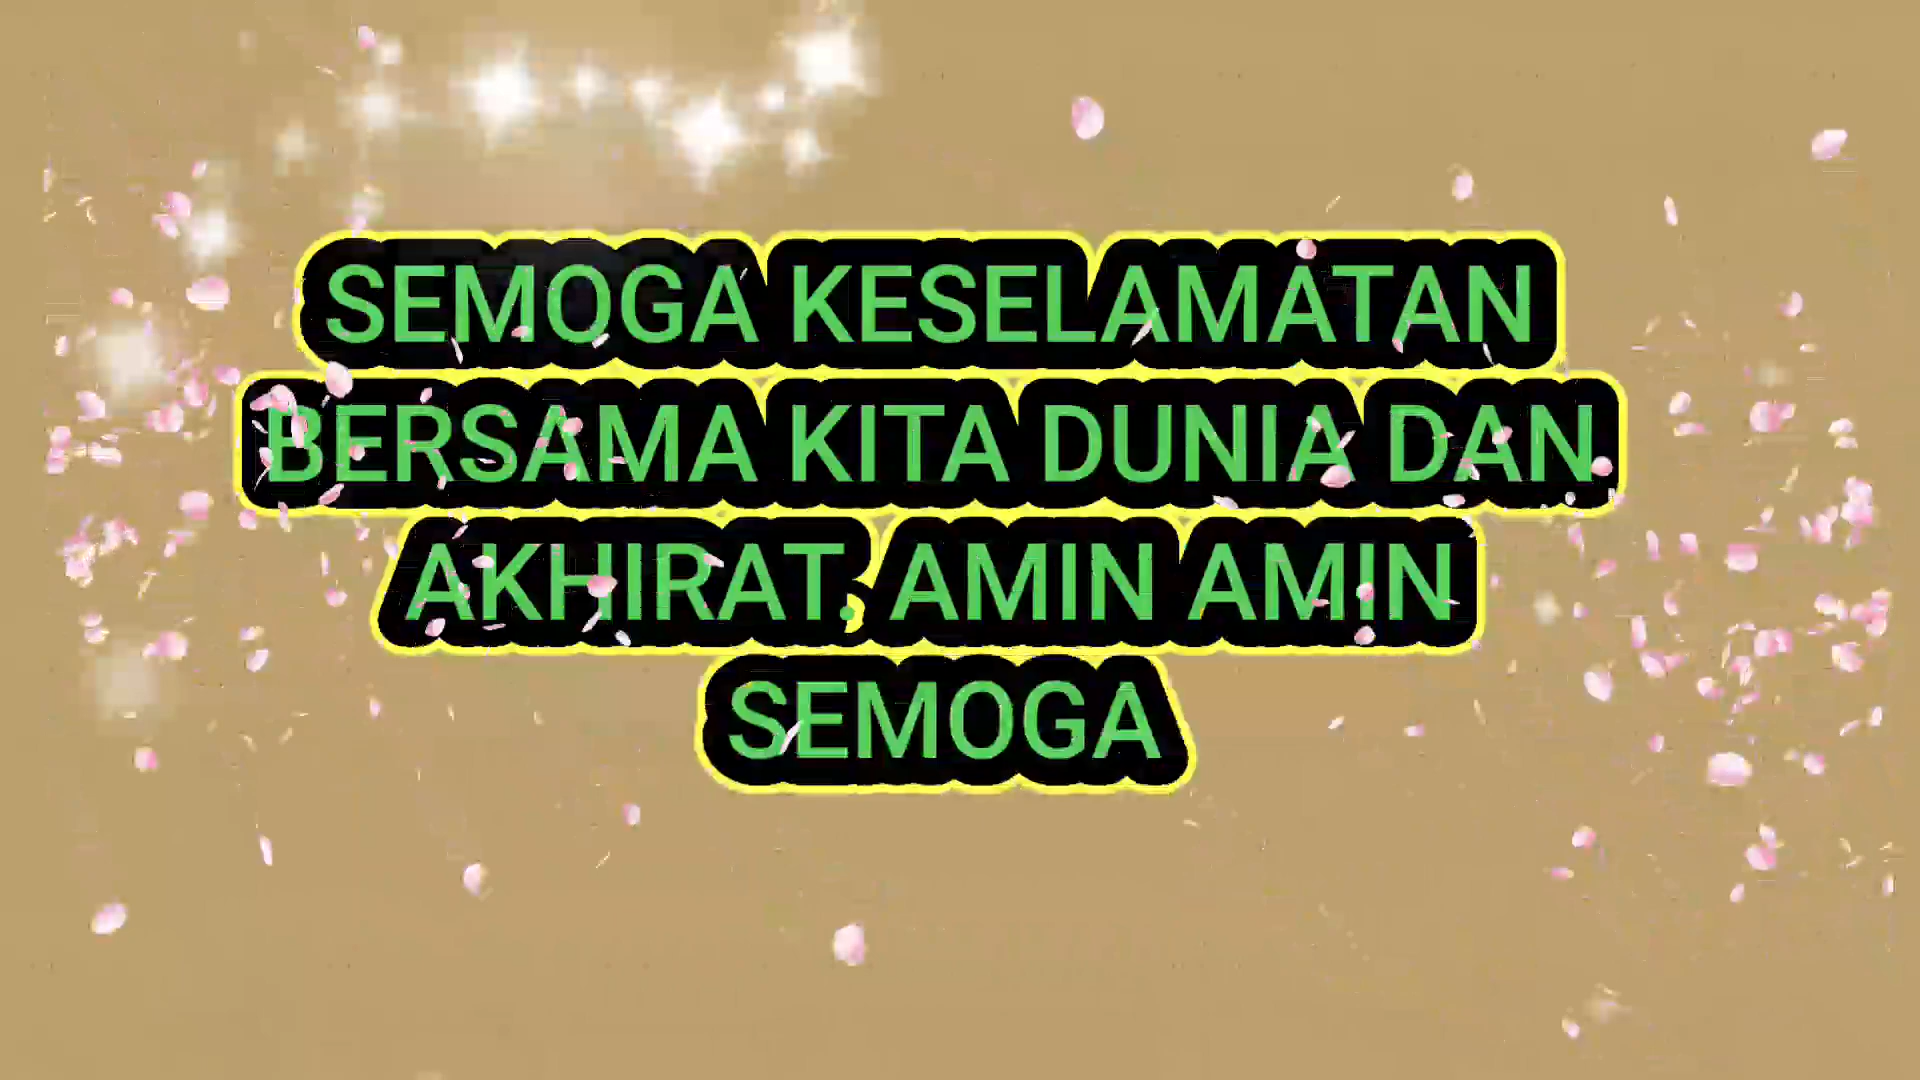 SEMOGA KESELAMATAN
BERSAMA KITA DUNIA DAN
AKHIRAT. AMIN AMIN
SEMOGA